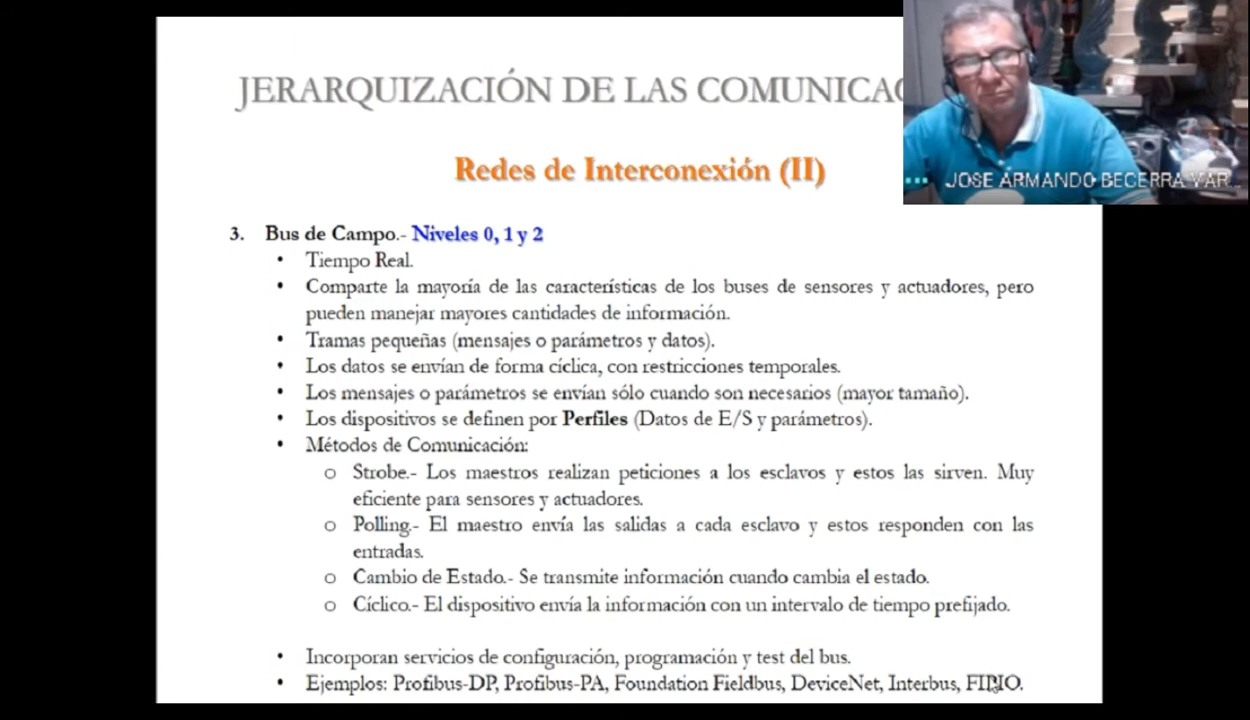 JERARQUIZACIÓN DE LAS COMUNICAC
JOSE ARMANDO BECERRA VAR...
Redes de Interconexión (II)
3. Bus de Campo.- Niveles 0, 1 y 2
• Tiempo Real.
• Comparte la mayoría de las características de los buses de sensores y actuadores, pero
pueden manejar mayores cantidades de información.
• Tramas pequeñas (mensajes o parámetros y datos).
• Los datos se envían de forma cíclica, con restricciones temporales.
• Los mensajes o parámetros se envían sólo cuando son necesarios (mayor tamaño).
• Los dispositivos se definen por Perfiles (Datos de E/S y parámetros).
• Métodos de Comunicación:
o Strobe.- Los maestros realizan peticiones a los esclavos y estos las sirven. Muy
eficiente para sensores y actuadores.
o Polling.- El maestro envía las salidas a cada esclavo y estos responden con las
entradas.
o Cambio de Estado.- Se transmite información cuando cambia el estado.
o Cíclico.- El dispositivo envía la información con un intervalo de tiempo prefijado.
• Incorporan servicios de configuración, programación y test del bus.
• Ejemplos: Profibus-DP, Profibus-PA, Foundation Fieldbus, DeviceNet, Interbus,